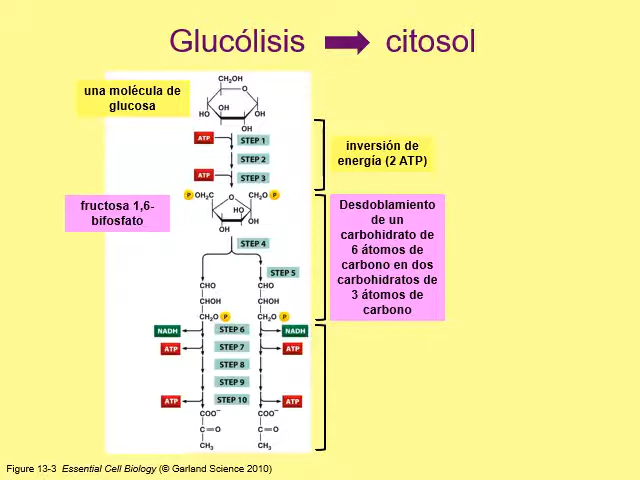 Glucólisis citosol
una molécula de
glucosa
CH₂OH
O
HO OH OH
OH
ATP STEP 1
STEP 2
ATP STEP 3
inversión de
energía (2 ATP)
fructosa 1,6-
bifosfato
P OH₂C O CH₂O P
HO
OH
OH
STEP 4
STEP 5
Desdoblamiento
de un
carbohidrato de
6 átomos de
carbono en dos
carbohidratos de
3 átomos de
carbono
CHO CHO
CHOH CHOH
CH₂O P CH₂O P
NADH STEP 6 NADH
ATP STEP 7 ATP
STEP 8
STEP 9
ATP STEP 10 ATP
COO⁻ COO⁻
C=O C=O
CH₃ CH₃
Figure 13-3 Essential Cell Biology (© Garland Science 2010)